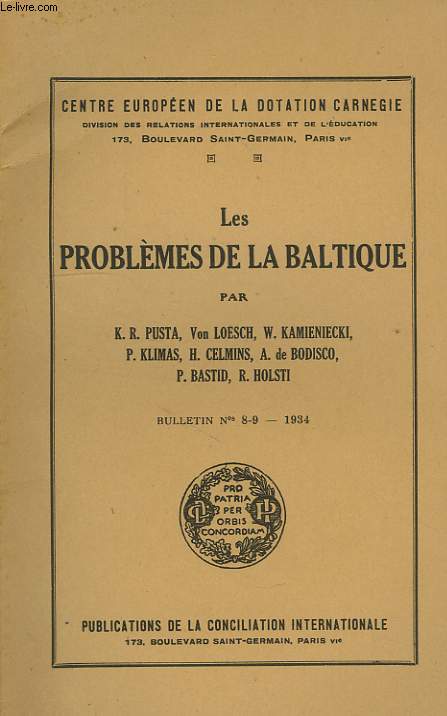 Le-livre.com
CENTRE EUROPÉEN DE LA DOTATION CARNEGIE
DIVISION DES RELATIONS INTERNATIONALES ET DE L'ÉDUCATION
173, BOULEVARD SAINT-GERMAIN, PARIS VIe
Les
PROBLÈMES DE LA BALTIQUE
PAR
K. R. PUSTA, Von LOESCH, W. KAMIENIECKI,
P. KLIMAS, H. CELMINS, A. de BODISCO,
P. BASTID, R. HOLSTI
BULLETIN Nos 8-9 — 1934
PRO
PATRIA
PER
ORBIS
CONCORDIAM
PUBLICATIONS DE LA CONCILIATION INTERNATIONALE
173, BOULEVARD SAINT-GERMAIN, PARIS VIe